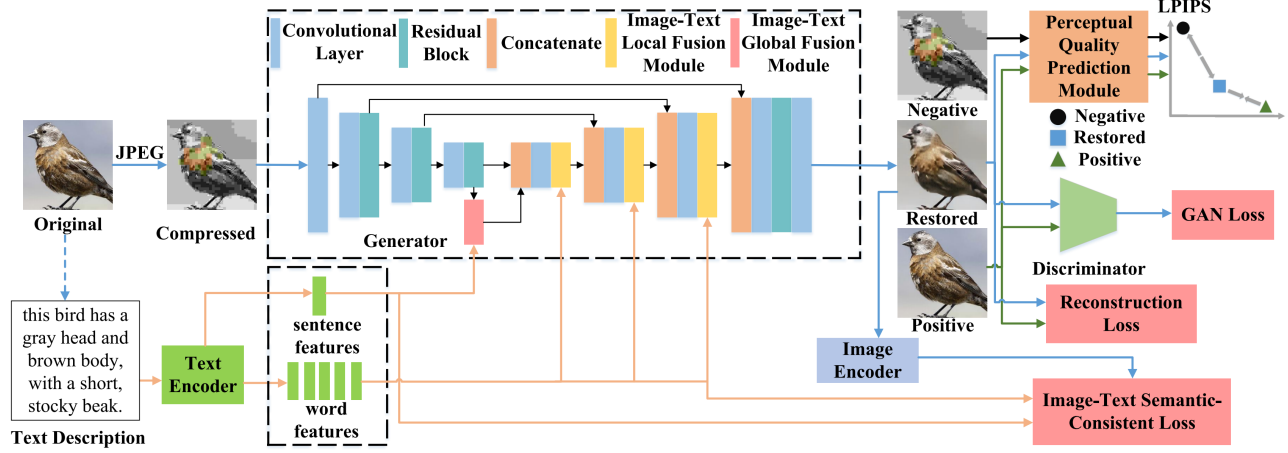 Convolutional
Layer
Residual
Block
Concatenate
Image-Text
Local Fusion
Module
Image-Text
Global Fusion
Module
Original
JPEG
Compressed
Generator
this bird has a
gray head and
brown body,
with a short,
stocky beak.
Text Description
Text
Encoder
sentence
features
word
features
Negative
Restored
Positive
Perceptual
Quality
Prediction
Module
LPIPS
Negative
Restored
Positive
Discriminator
GAN Loss
Reconstruction
Loss
Image
Encoder
Image-Text Semantic-
Consistent Loss